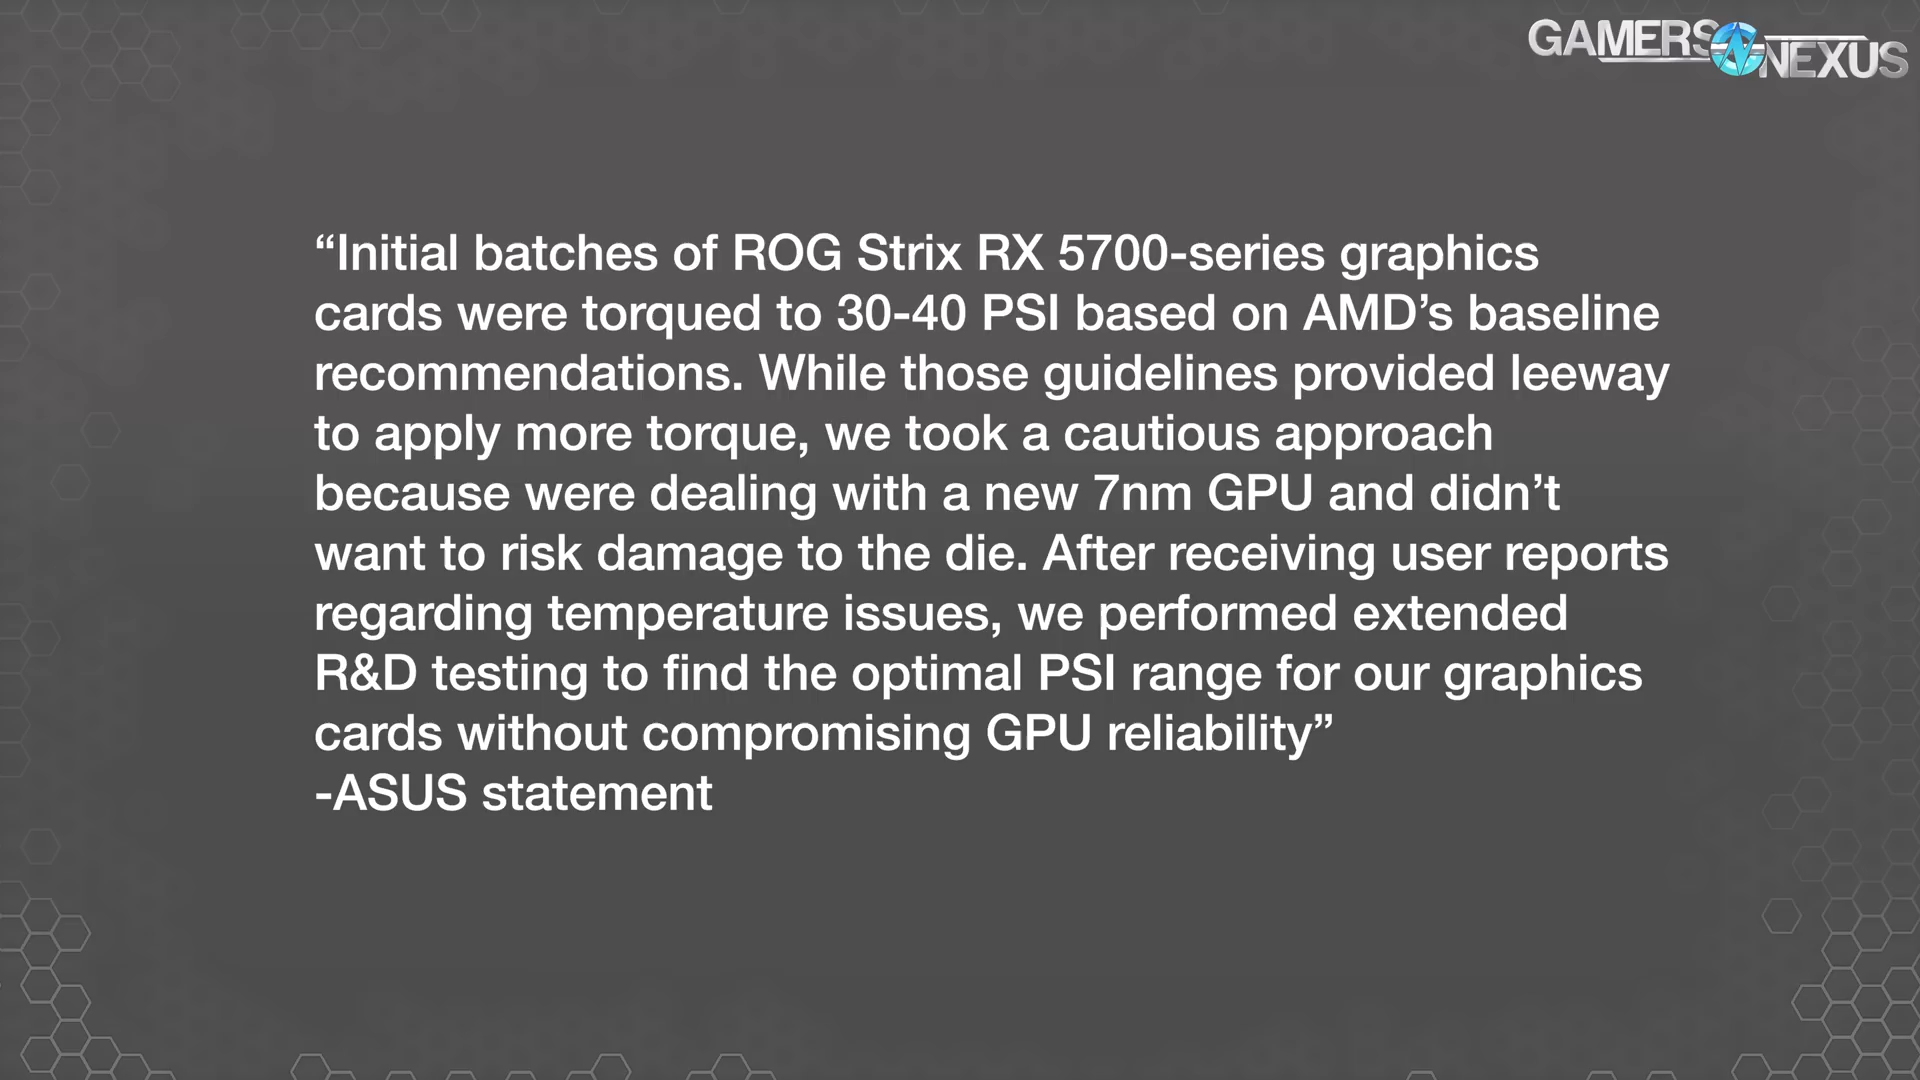 GAMERS NEXUS
“Initial batches of ROG Strix RX 5700-series graphics
cards were torqued to 30-40 PSI based on AMD’s baseline
recommendations. While those guidelines provided leeway
to apply more torque, we took a cautious approach
because were dealing with a new 7nm GPU and didn’t
want to risk damage to the die. After receiving user reports
regarding temperature issues, we performed extended
R&D testing to find the optimal PSI range for our graphics
cards without compromising GPU reliability”
-ASUS statement